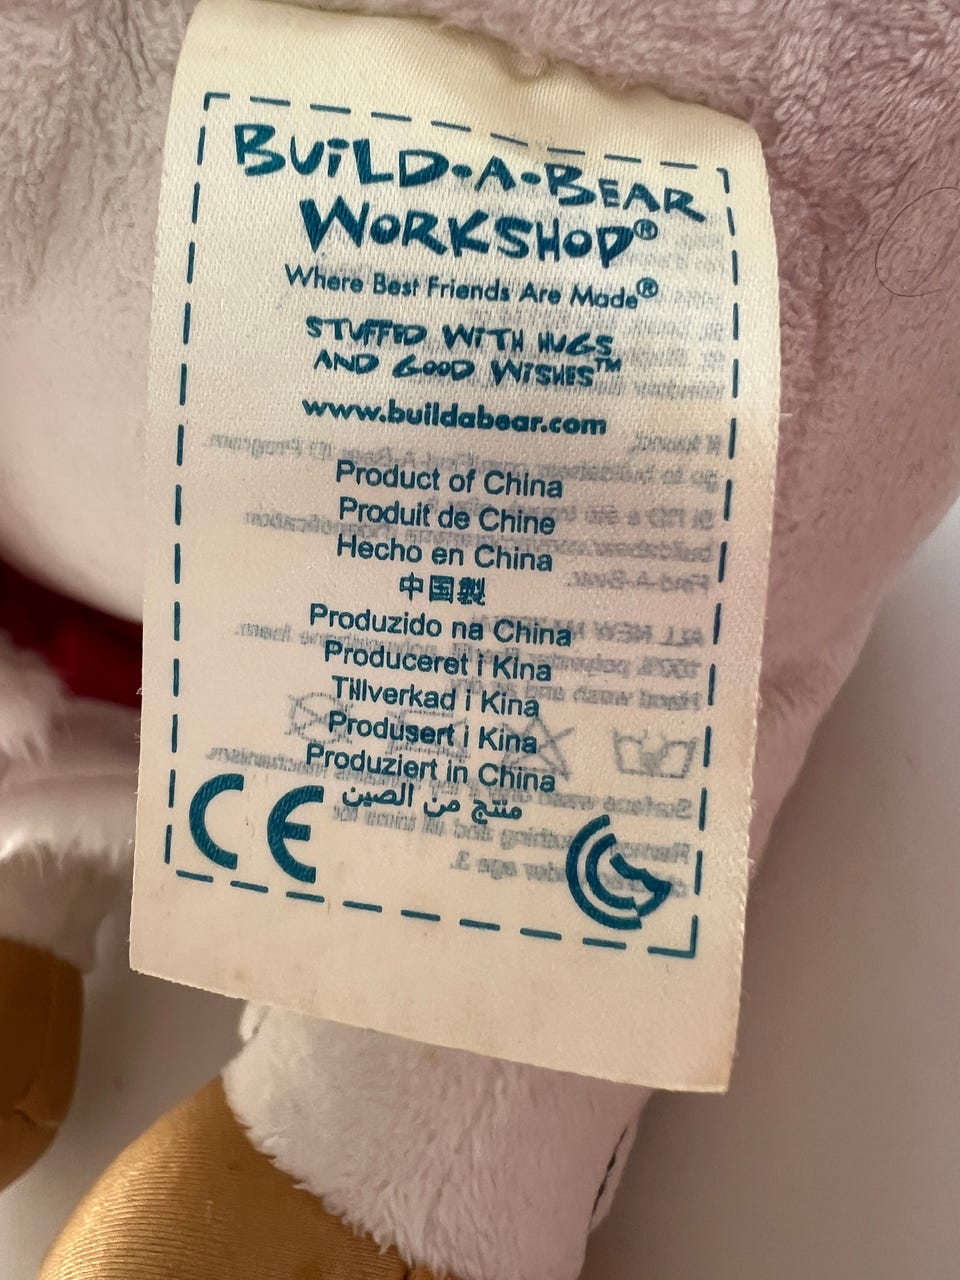 BUILD-A-BEAR
WORKSHOP®
Where Best Friends Are Made®
STUFFED WITH HUGS
AND GOOD WISHES™
www.buildabear.com
Product of China
Produit de Chine
Hecho en China
中国製
Produzido na China
Produceret i Kina
Tillverkad i Kina
Produsert i Kina
Produziert in China
منتج من الصين
CE